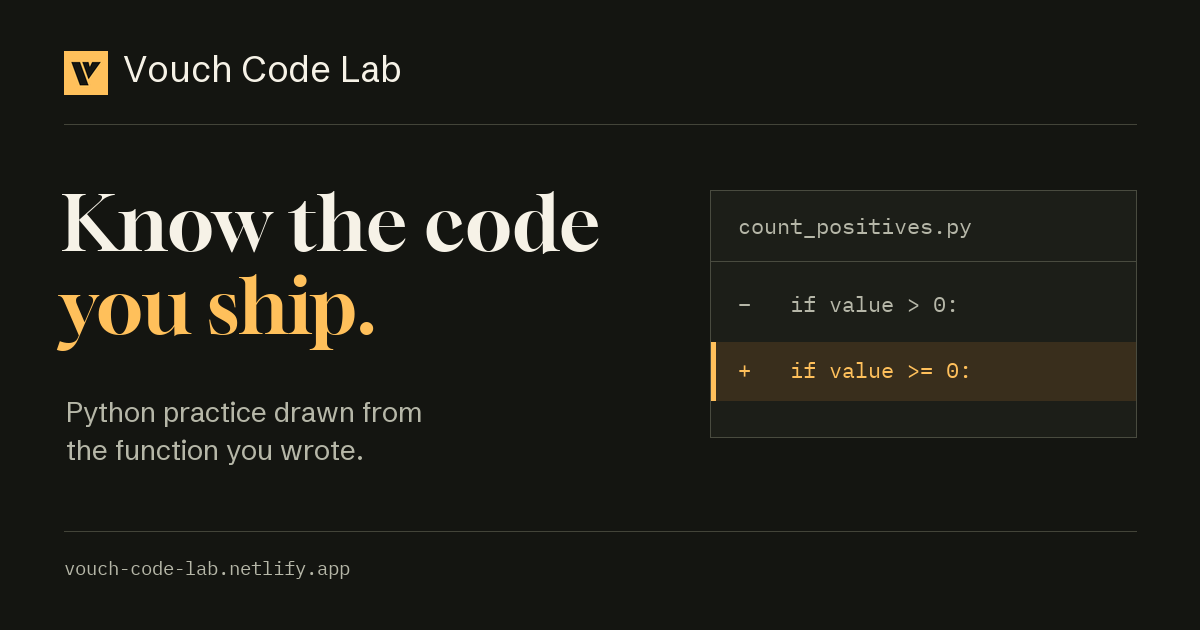 Vouch Code Lab
Know the code
you ship.
Python practice drawn from
the function you wrote.
count_positives.py
− if value > 0:
+ if value >= 0:
vouch-code-lab.netlify.app